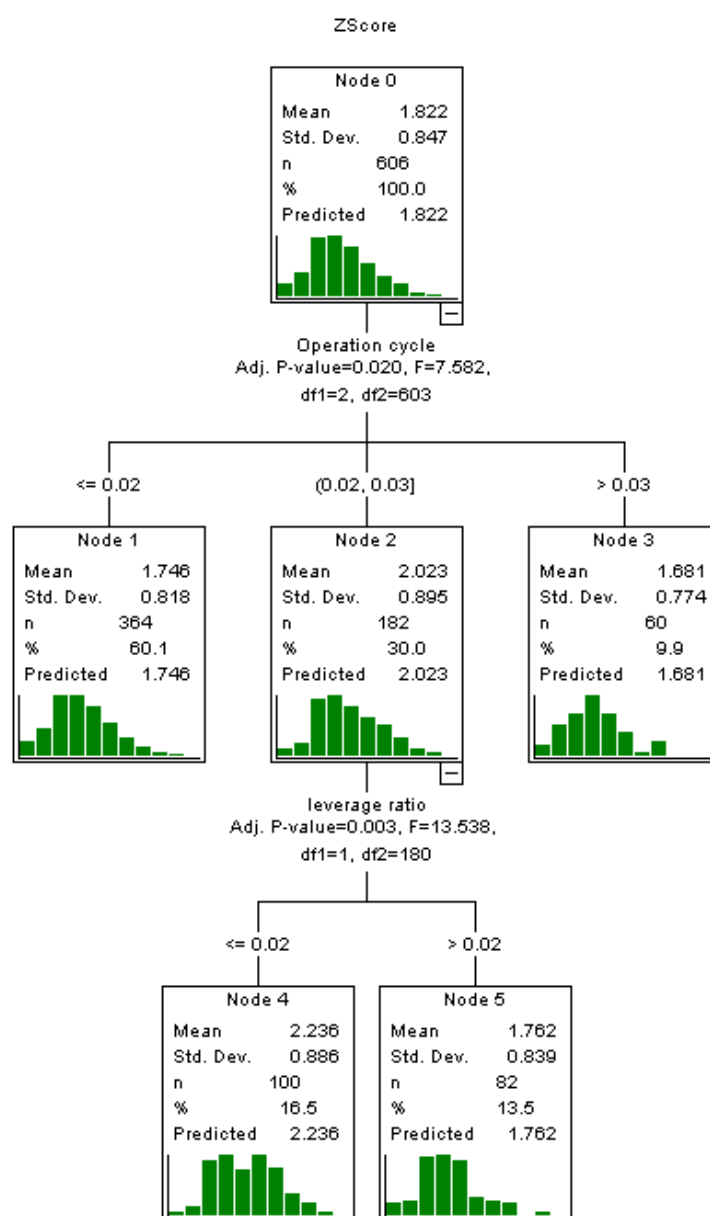 ZScore
Node 0
Mean 1.822
Std. Dev. 0.847
n 606
% 100.0
Predicted 1.822
Operation cycle
Adj. P-value=0.020, F=7.582,
df1=2, df2=603
<= 0.02
(0.02, 0.03]
> 0.03
Node 1
Mean 1.746
Std. Dev. 0.818
n 364
% 60.1
Predicted 1.746
Node 2
Mean 2.023
Std. Dev. 0.895
n 182
% 30.0
Predicted 2.023
Node 3
Mean 1.681
Std. Dev. 0.774
n 60
% 9.9
Predicted 1.681
leverage ratio
Adj. P-value=0.003, F=13.538,
df1=1, df2=180
<= 0.02
> 0.02
Node 4
Mean 2.236
Std. Dev. 0.886
n 100
% 16.5
Predicted 2.236
Node 5
Mean 1.762
Std. Dev. 0.839
n 82
% 13.5
Predicted 1.762